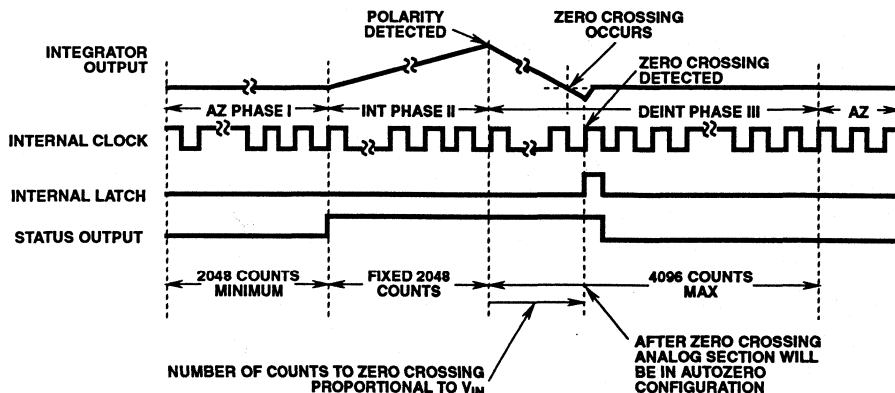 POLARITY
DETECTED
ZERO CROSSING
OCCURS
INTEGRATOR
OUTPUT
ZERO CROSSING
DETECTED
AZ PHASE I
INT PHASE II
DEINT PHASE III
AZ
INTERNAL CLOCK
INTERNAL LATCH
STATUS OUTPUT
2048 COUNTS
MINIMUM
FIXED 2048
COUNTS
4096 COUNTS
MAX
NUMBER OF COUNTS TO ZERO CROSSING
PROPORTIONAL TO VIN
AFTER ZERO CROSSING
ANALOG SECTION WILL
BE IN AUTOZERO
CONFIGURATION